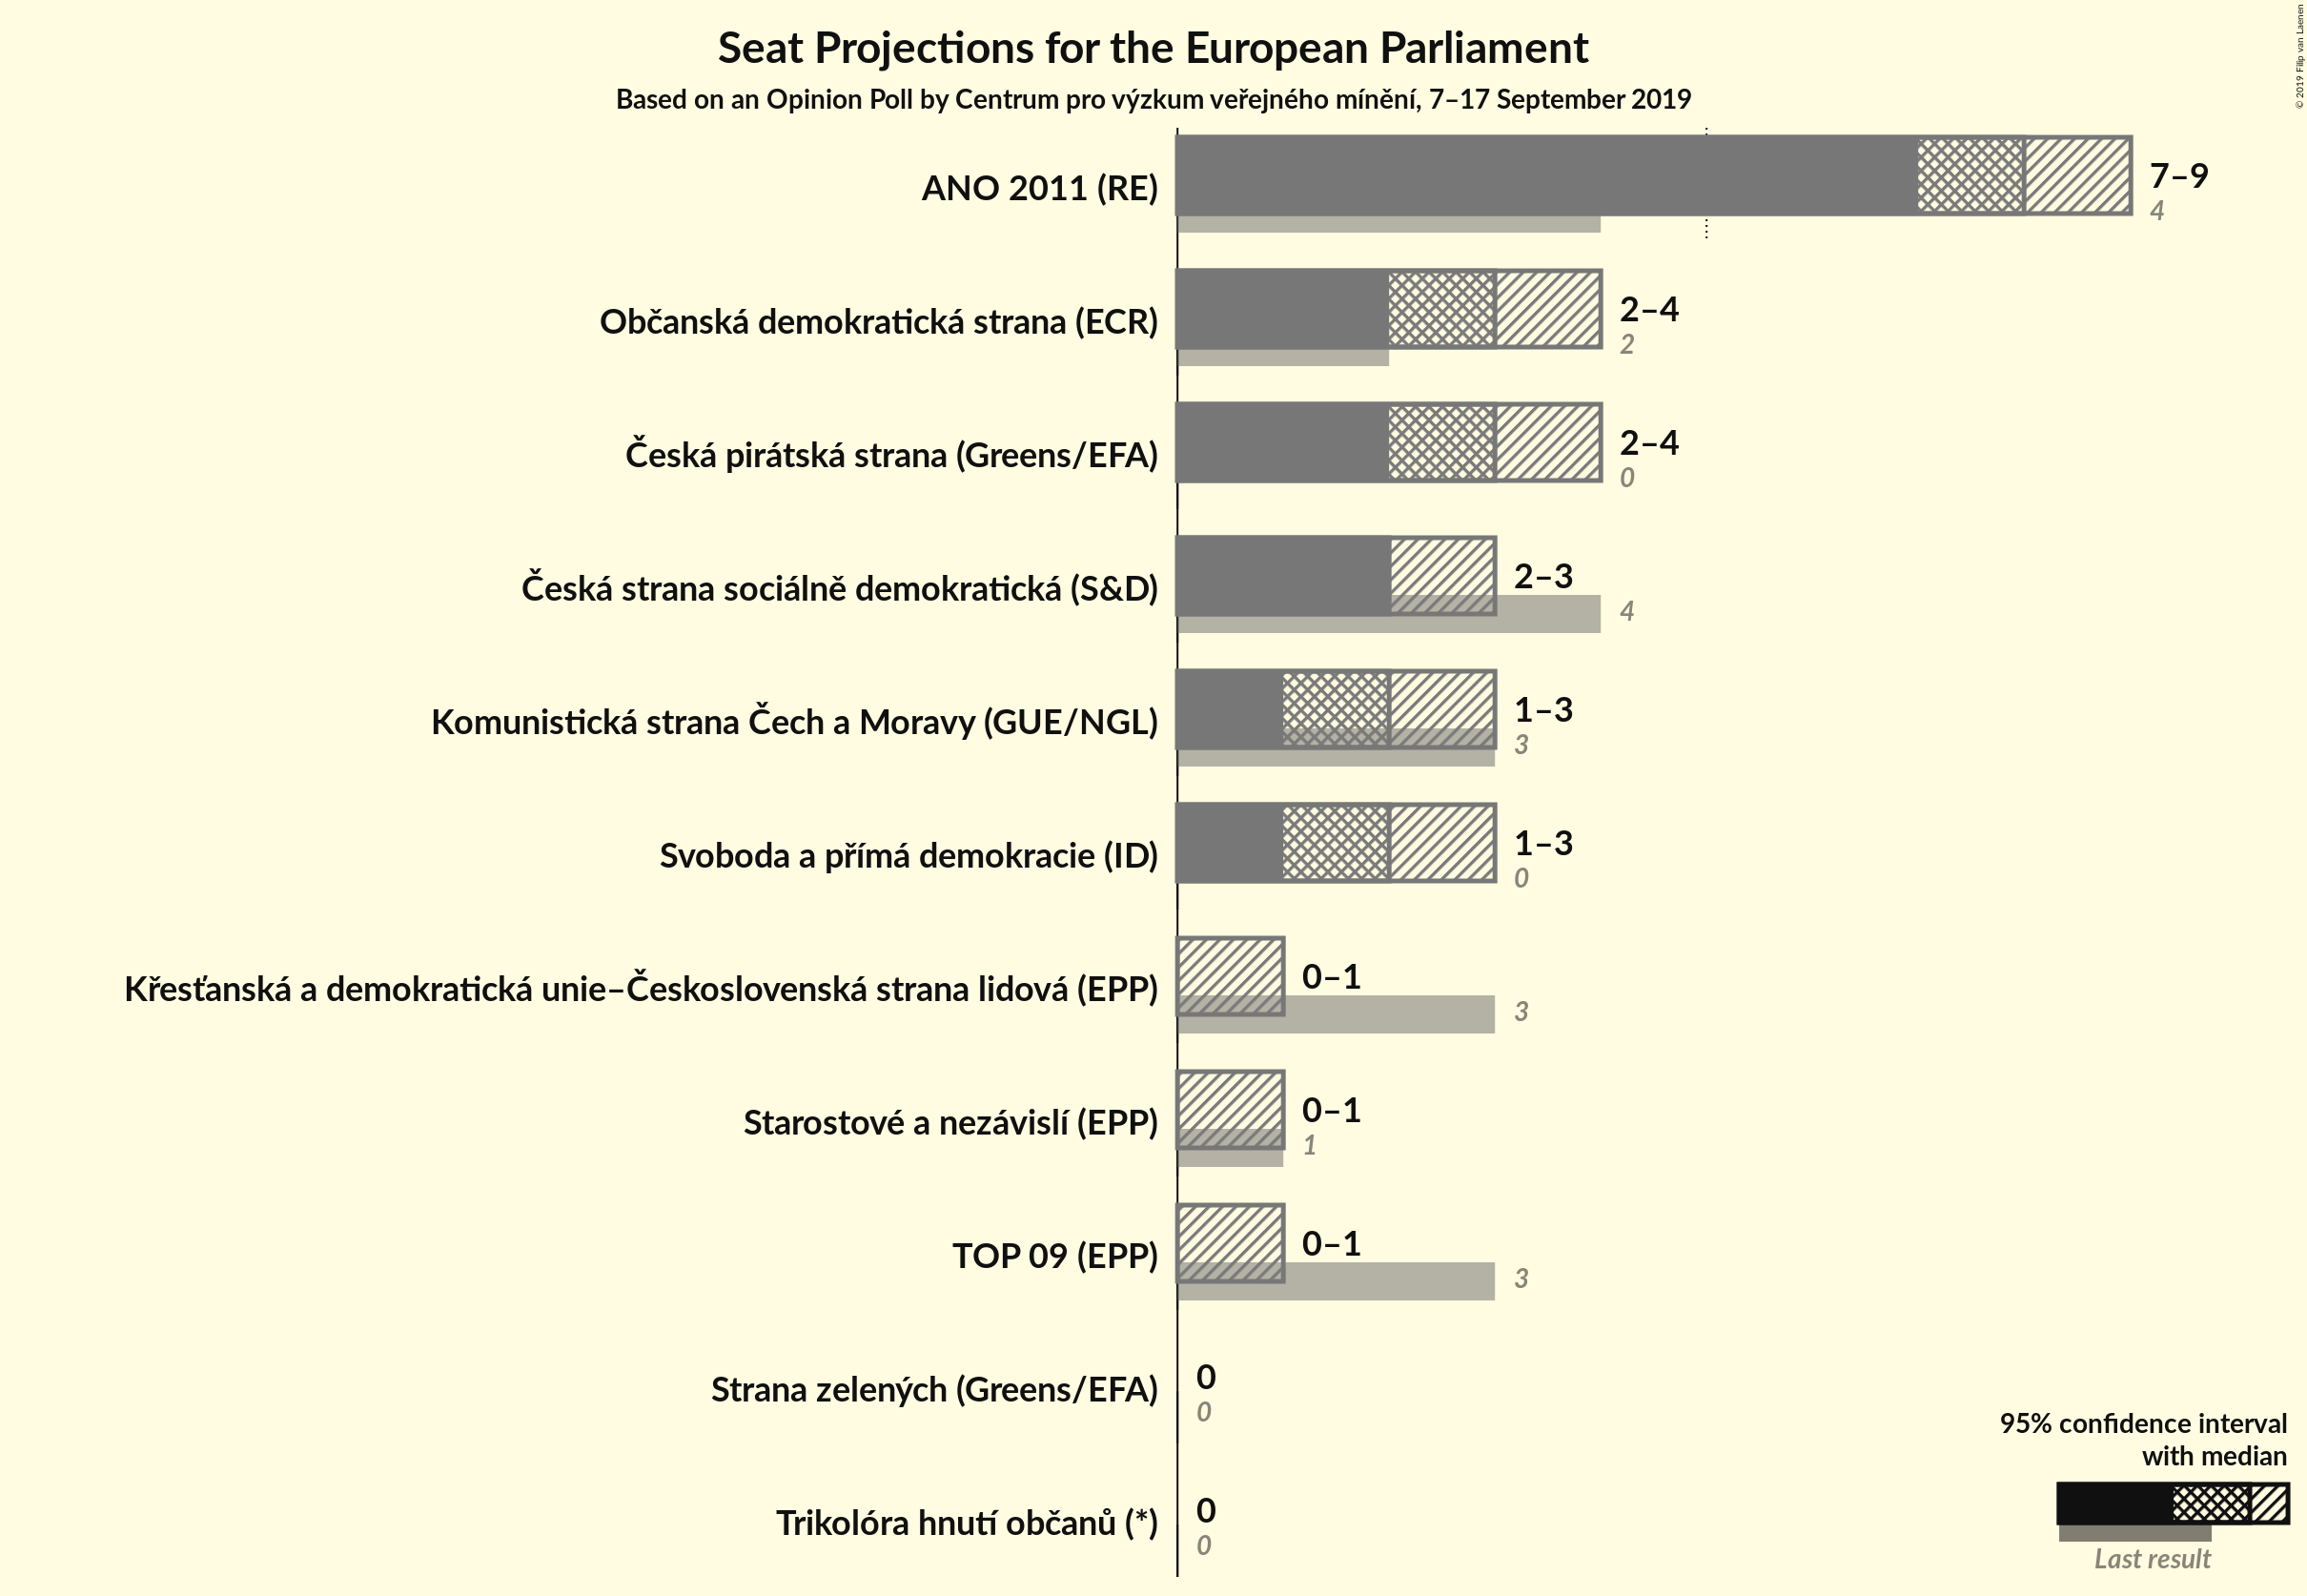 Seat Projections for the European Parliament
Based on an Opinion Poll by Centrum pro výzkum veřejného mínění, 7–17 September 2019
© 2019 Filip van Laenen
ANO 2011 (RE)
7–9
4
Občanská demokratická strana (ECR)
2–4
2
Česká pirátská strana (Greens/EFA)
2–4
0
Česká strana sociálně demokratická (S&D)
2–3
4
Komunistická strana Čech a Moravy (GUE/NGL)
1–3
3
Svoboda a přímá demokracie (ID)
1–3
0
Křesťanská a demokratická unie–Československá strana lidová (EPP)
0–1
3
Starostové a nezávislí (EPP)
0–1
1
TOP 09 (EPP)
0–1
3
Strana zelených (Greens/EFA)
0
0
Trikolóra hnutí občanů (*)
0
0
95% confidence interval
with median
Last result